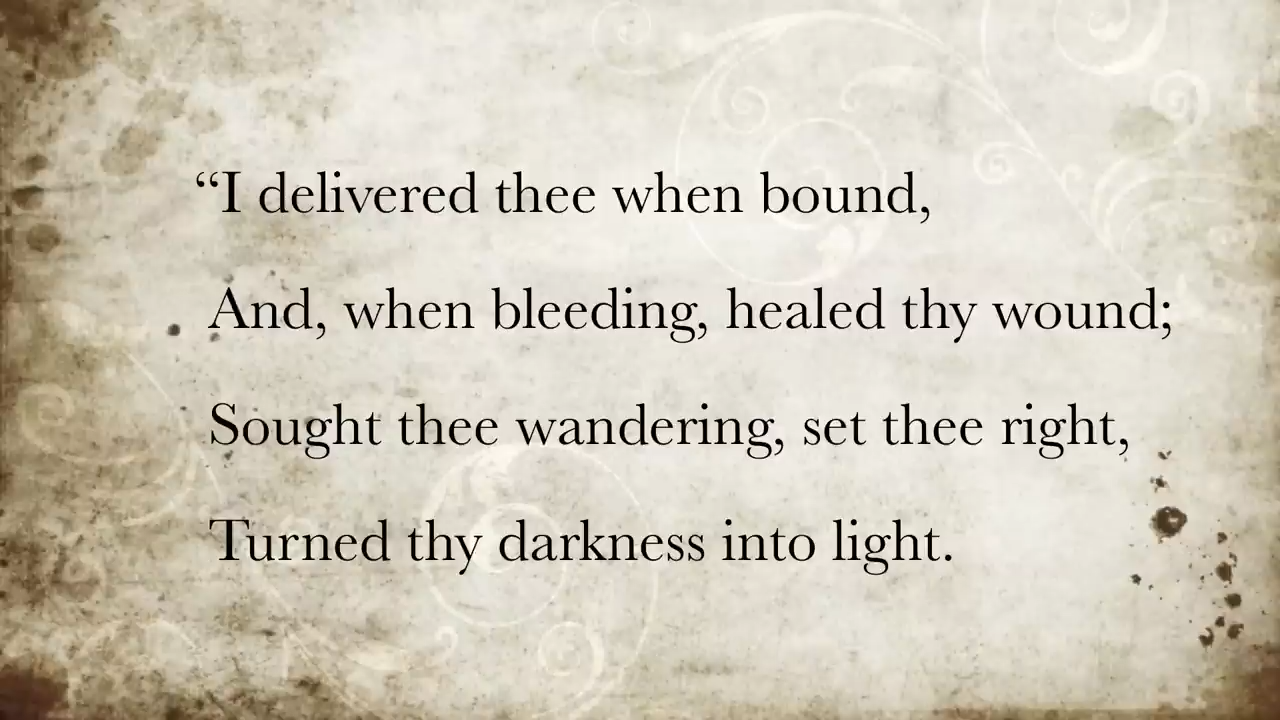 “I delivered thee when bound,
And, when bleeding, healed thy wound;
Sought thee wandering, set thee right,
Turned thy darkness into light.